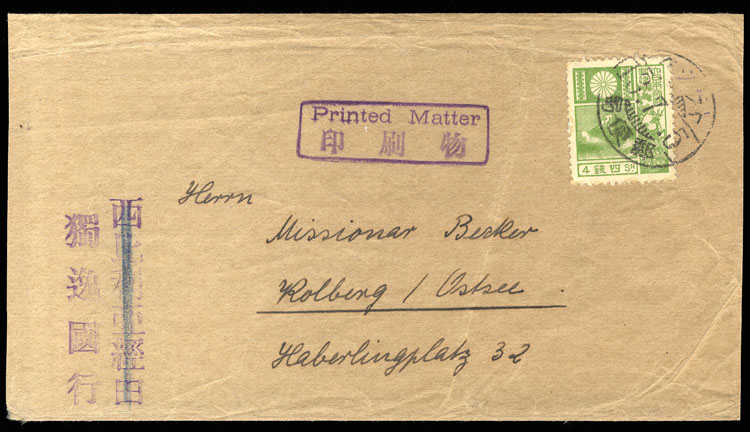 Printed Matter
印刷物
4 銭四 SN
Herrn
Missionar Becker
Kolberg / Ostsee
Haberlingplatz 32
西
經由
獨逸國行